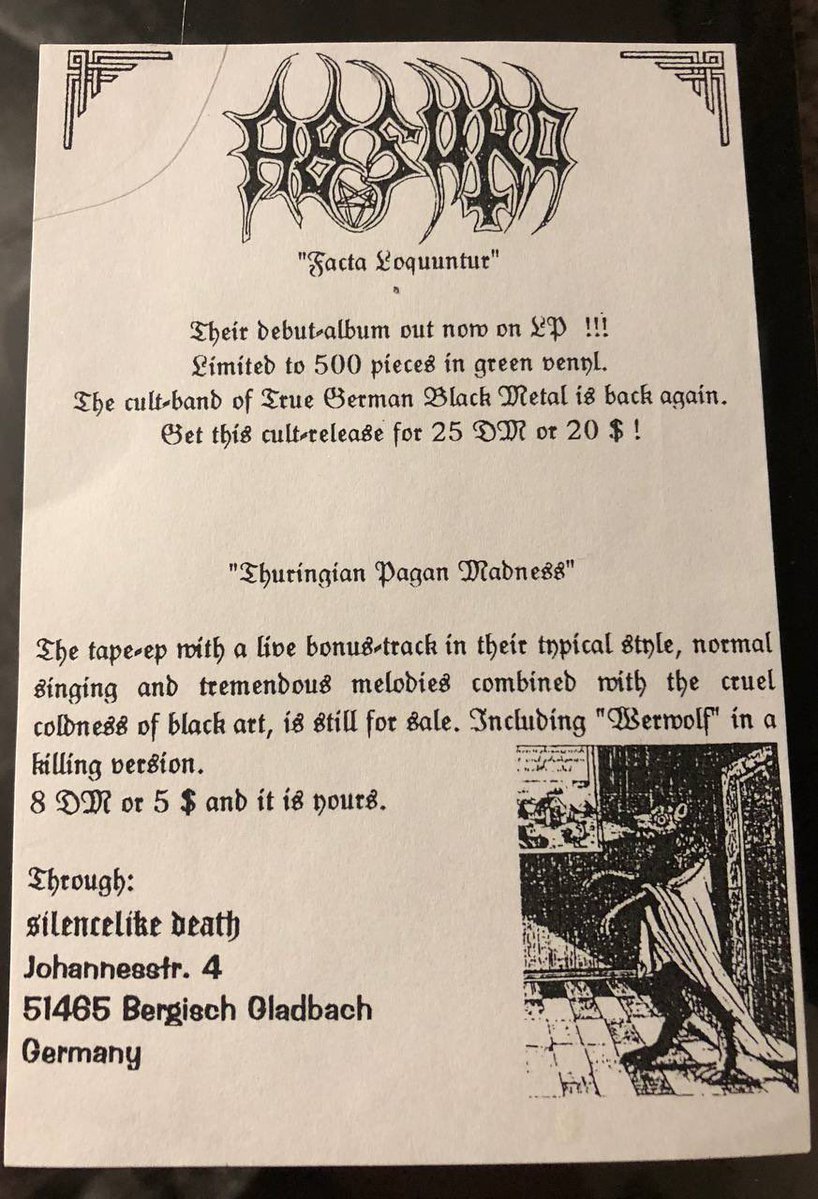 ABSURD
"Facta Loquuntur"
Their debut-album out now on LP !!!
Limited to 500 pieces in green venyl.
The cult-band of True German Black Metal is back again.
Get this cult-release for 25 DM or 20 $ !
"Thuringian Pagan Madness"
The tape-ep with a live bonus-track in their typical style, normal
singing and tremendous melodies combined with the cruel
coldness of black art, is still for sale. Including "Werwolf" in a
killing version.
8 DM or 5 $ and it is yours.
Through:
silencelike death
Johannesstr. 4
51465 Bergisch Gladbach
Germany